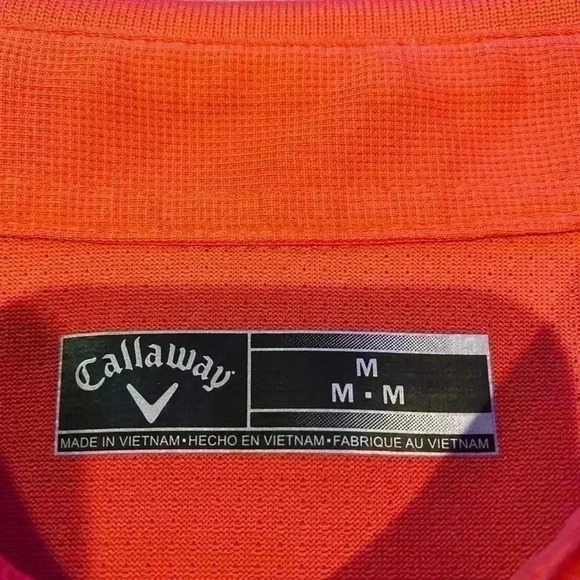 Callaway
M
M • M
MADE IN VIETNAM•HECHO EN VIETNAM•FABRIQUE AU VIETNAM